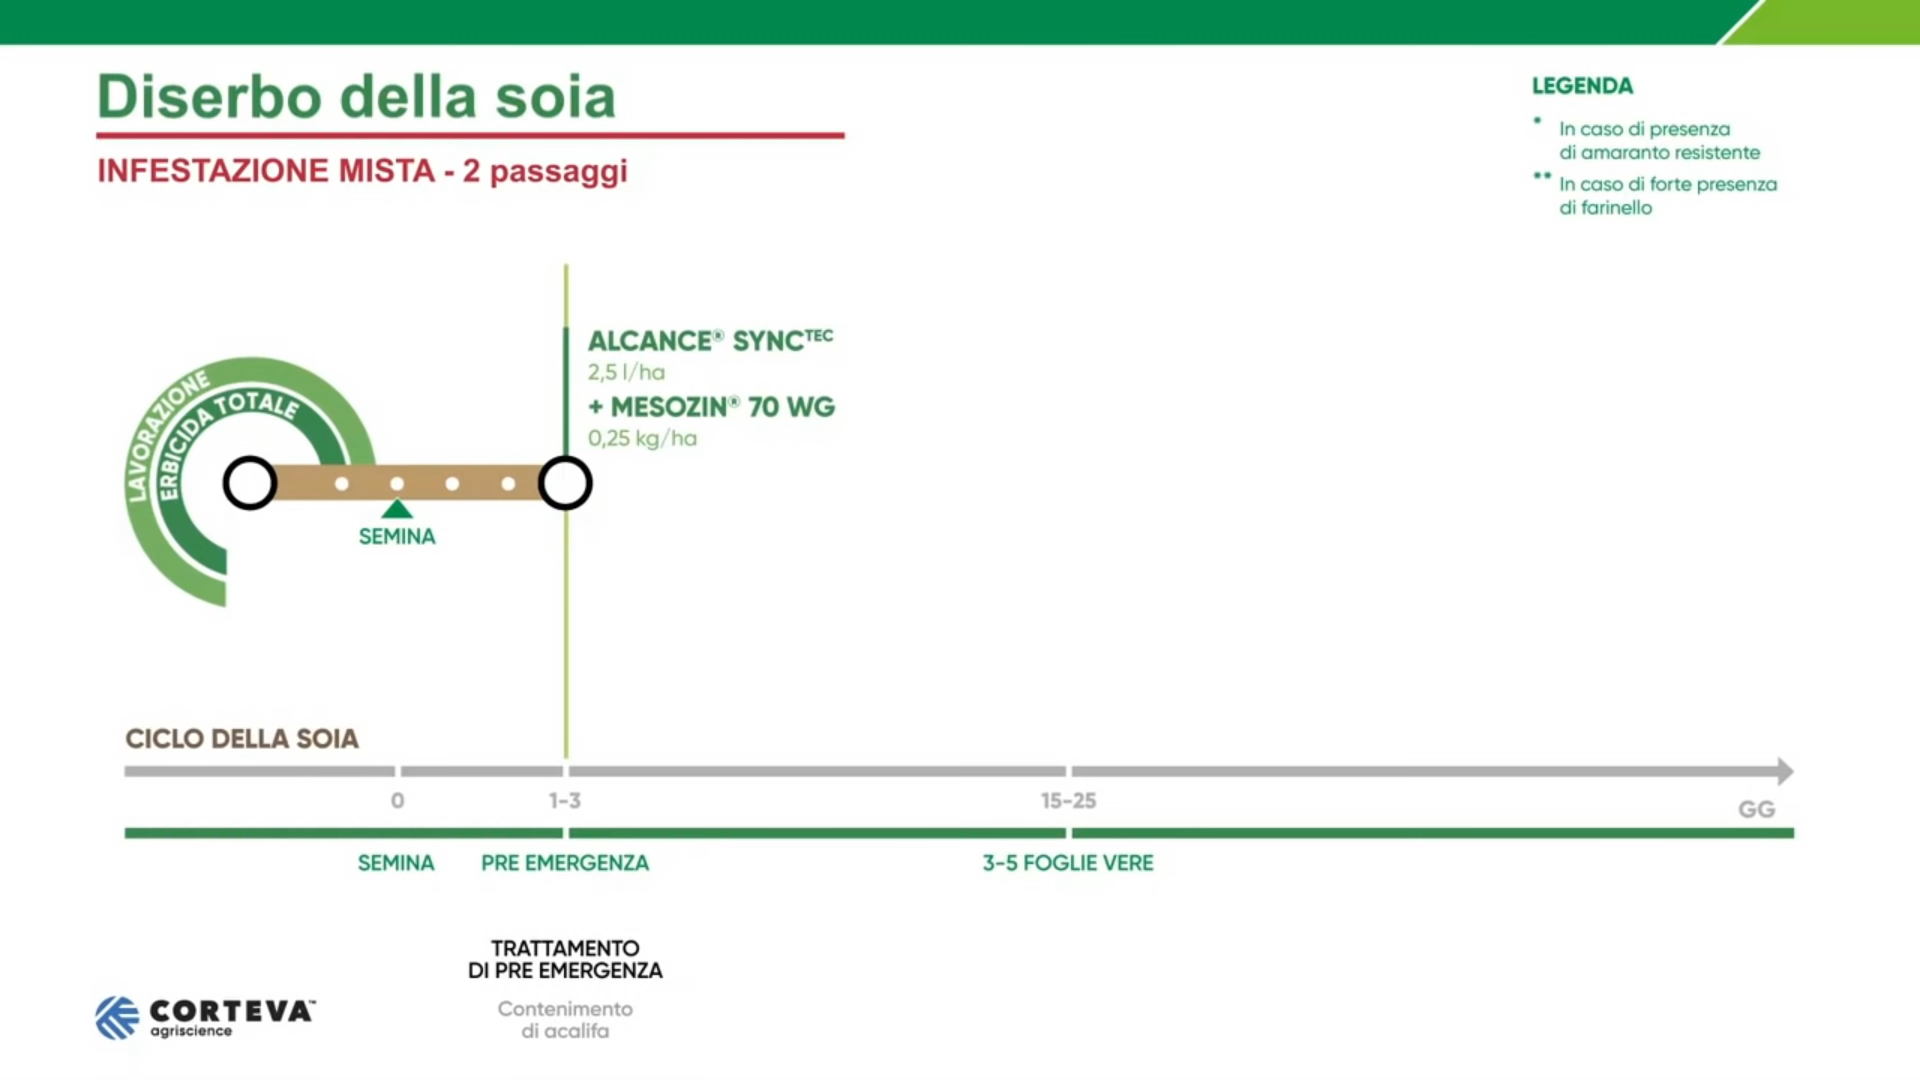 Diserbo della soia
INFESTAZIONE MISTA - 2 passaggi
LEGENDA
* In caso di presenza
di amaranto resistente
** In caso di forte presenza
di farinello
ALCANCE® SYNCTEC
2,5 l/ha
+ MESOZIN® 70 WG
0,25 kg/ha
LAVORAZIONE
ERBICIDA TOTALE
SEMINA
CICLO DELLA SOIA
0
1-3
15-25
GG
SEMINA
PRE EMERGENZA
3-5 FOGLIE VERE
TRATTAMENTO
DI PRE EMERGENZA
Contenimento
di acalifa
CORTEVA™
agriscience